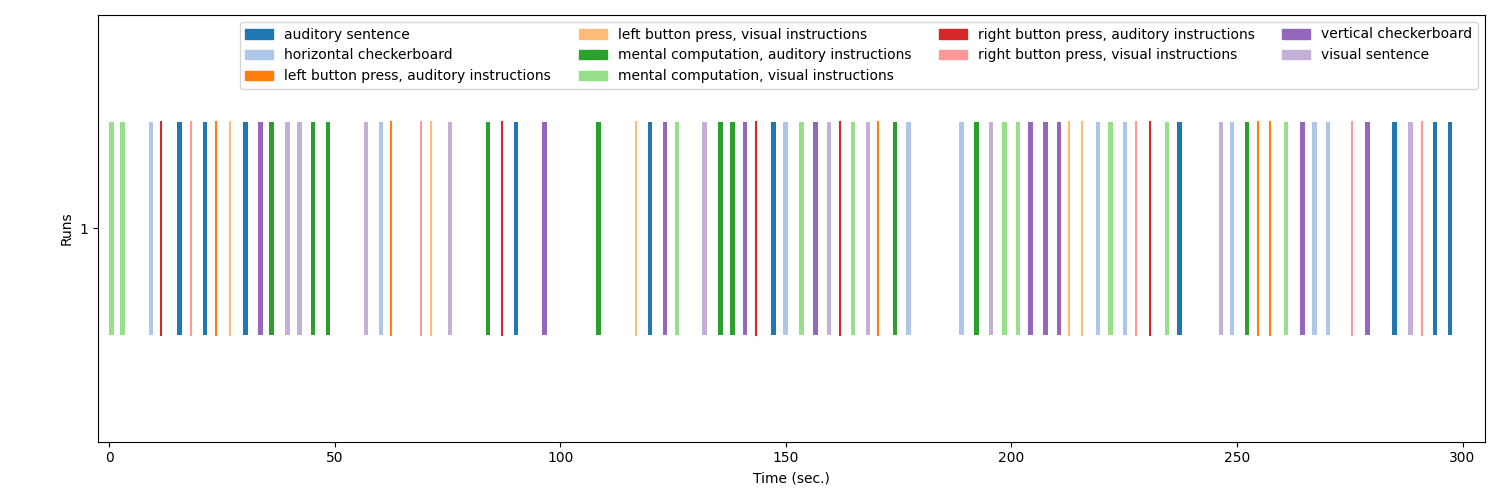 auditory sentence
horizontal checkerboard
left button press, auditory instructions
left button press, visual instructions
mental computation, auditory instructions
mental computation, visual instructions
right button press, auditory instructions
right button press, visual instructions
vertical checkerboard
visual sentence
Runs
1
0 50 100 150 200 250 300
Time (sec.)